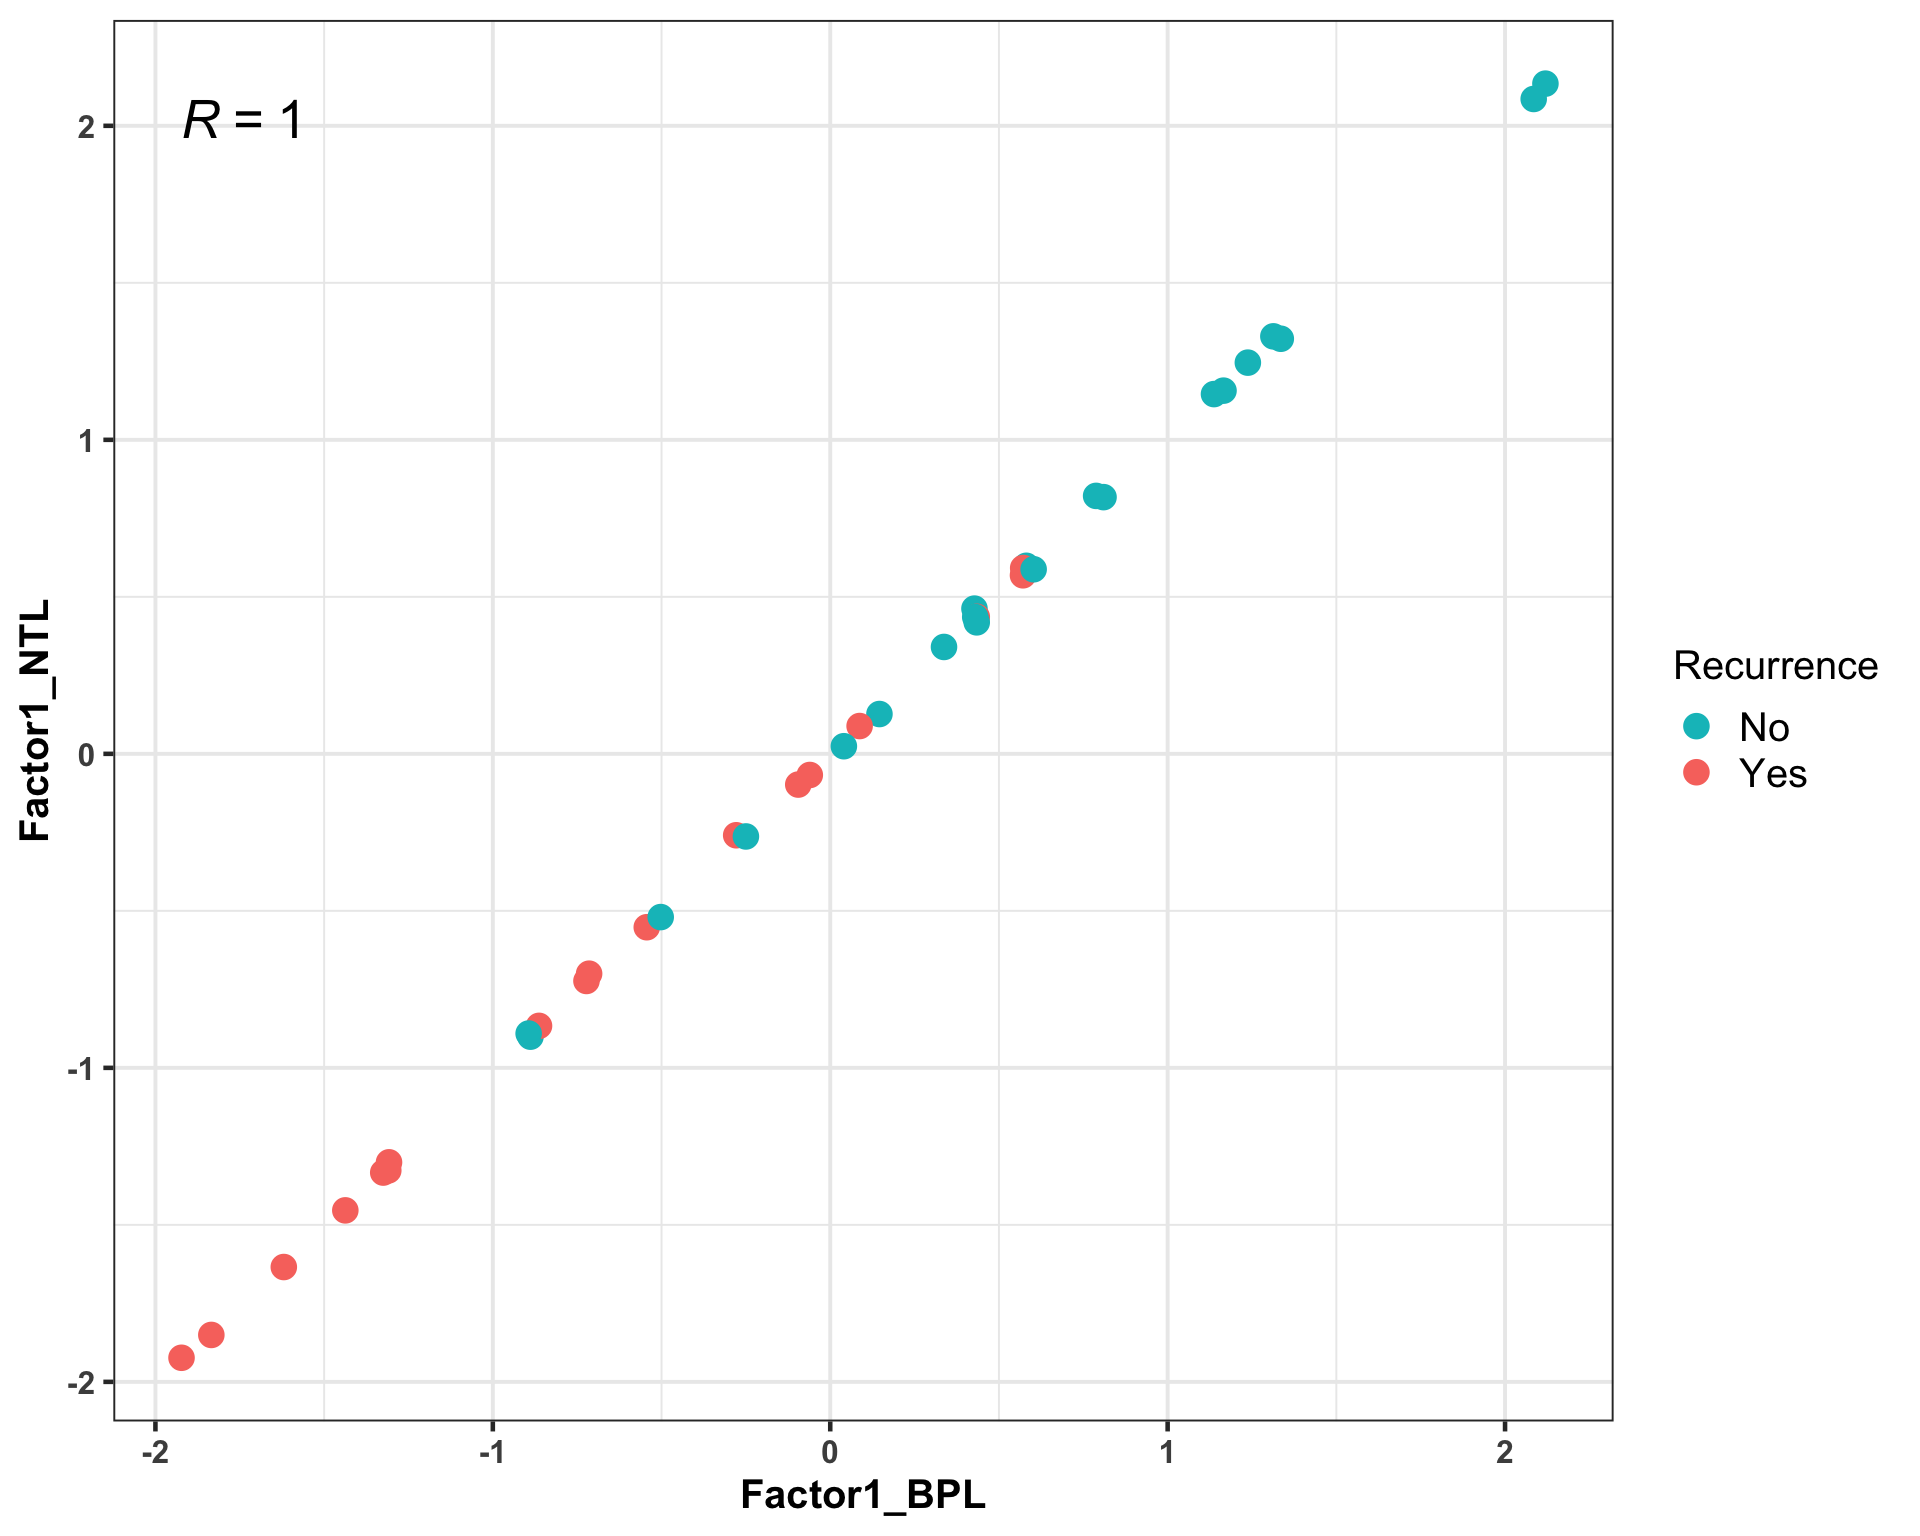 R = 1
2
1
0
-1
-2
Factor1_NTL
-2
-1
0
1
2
Factor1_BPL
Recurrence
No
Yes